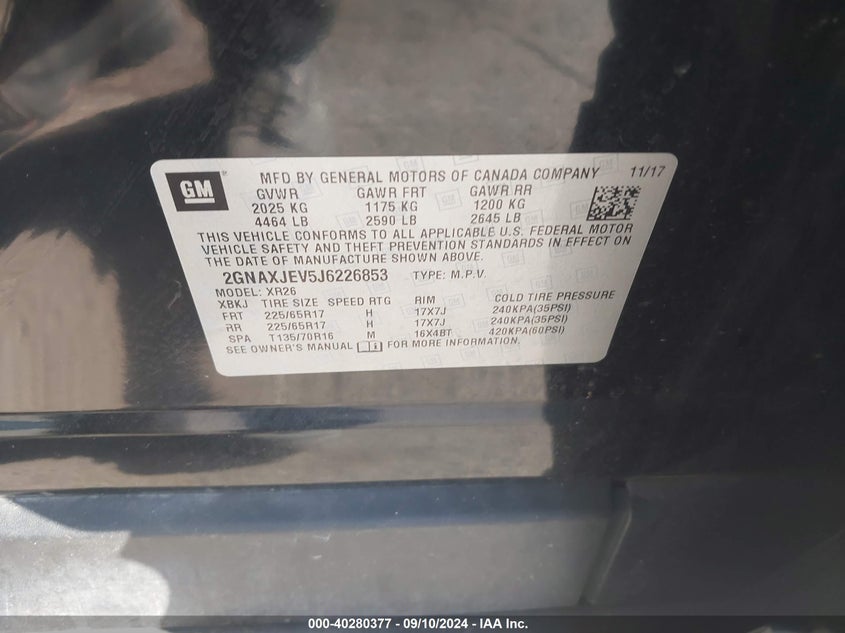 GM
MFD BY GENERAL MOTORS OF CANADA COMPANY 11/17
GVWR GAWR FRT GAWR RR
2025 KG 1175 KG 1200 KG
4464 LB 2590 LB 2645 LB
THIS VEHICLE CONFORMS TO ALL APPLICABLE U.S. FEDERAL MOTOR
VEHICLE SAFETY AND THEFT PREVENTION STANDARDS IN EFFECT ON
THE DATE OF MANUFACTURE SHOWN ABOVE.
2GNAXJEV5J6226853 TYPE: M.P.V.
MODEL: XR26
XBKJ TIRE SIZE SPEED RTG RIM COLD TIRE PRESSURE
FRT 225/65R17 H 17X7J 240KPA(35PSI)
RR 225/65R17 H 17X7J 240KPA(35PSI)
SPA T135/70R16 M 16X4BT 420KPA(60PSI)
SEE OWNER'S MANUAL FOR MORE INFORMATION.
000-40280377 - 09/10/2024 - IAA Inc.